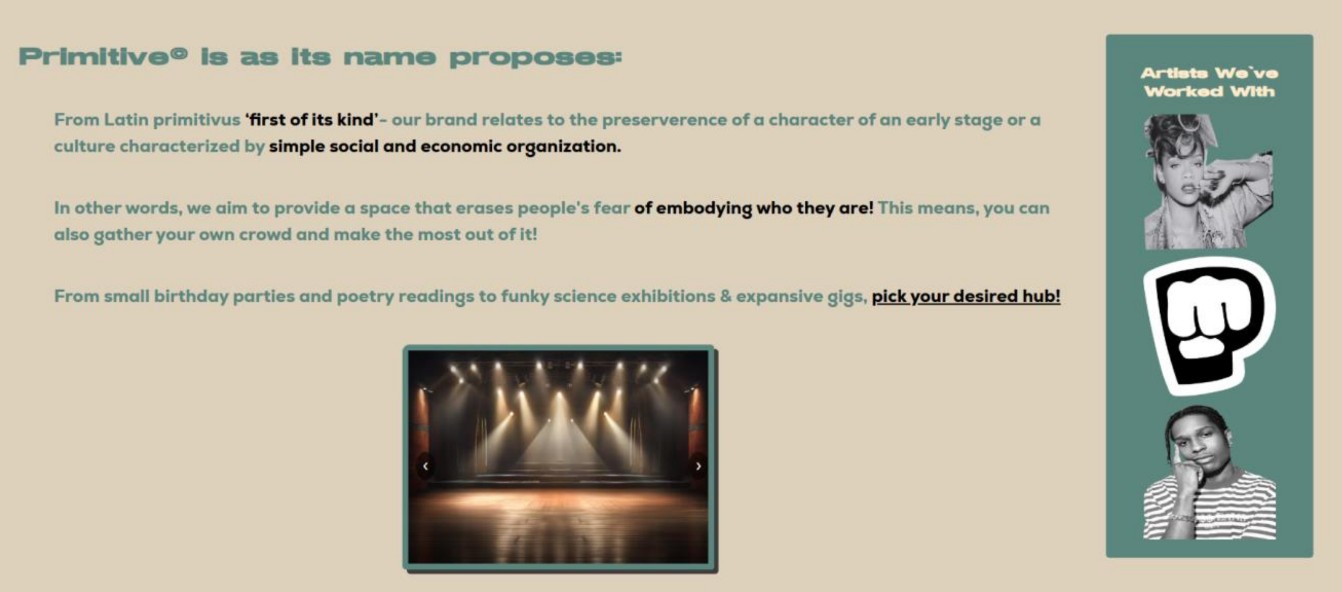 Primitive© is as its name proposes:
From Latin primitivus ‘first of its kind’- our brand relates to the preserverence of a character of an early stage or a
culture characterized by simple social and economic organization.
In other words, we aim to provide a space that erases people's fear of embodying who they are! This means, you can
also gather your own crowd and make the most out of it!
From small birthday parties and poetry readings to funky science exhibitions & expansive gigs, pick your desired hub!
Artists We've
Worked With